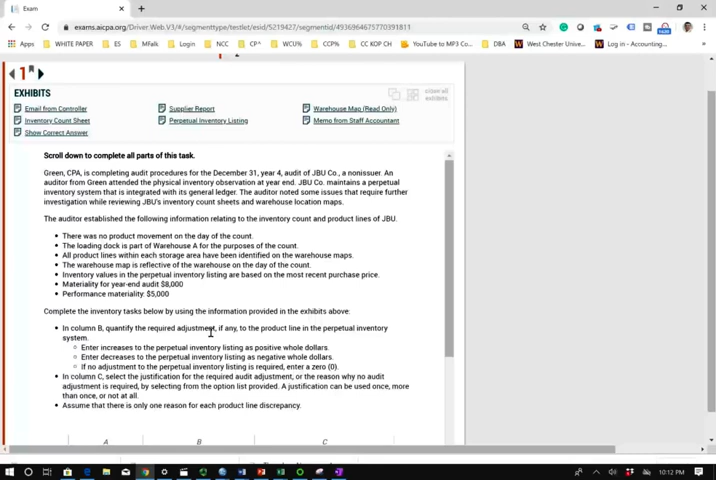 Exam
exams.aicpa.org/Driver.Web.V3/#/segmenttype/testlet/esid/5219427/segmentid/4936964675770391811
Apps WHITE PAPER ES MFalk Login NCC CP^ WCU% CCP% CC KOP CH YouTube to MP3 Co... DBA West Chester Unive... Log in - Accounting...
1
EXHIBITS
close all exhibits
Email from Controller Supplier Report Warehouse Map (Read Only)
Inventory Count Sheet Perpetual Inventory Listing Memo from Staff Accountant
Show Correct Answer
Scroll down to complete all parts of this task.
Green, CPA, is completing audit procedures for the December 31, year 4, audit of JBU Co., a nonissuer. An
auditor from Green attended the physical inventory observation at year end. JBU Co. maintains a perpetual
inventory system that is integrated with its general ledger. The auditor noted some issues that require further
investigation while reviewing JBU's inventory count sheets and warehouse location maps.
The auditor established the following information relating to the inventory count and product lines of JBU.
• There was no product movement on the day of the count.
• The loading dock is part of Warehouse A for the purposes of the count.
• All product lines within each storage area have been identified on the warehouse maps.
• The warehouse map is reflective of the warehouse on the day of the count.
• Inventory values in the perpetual inventory listing are based on the most recent purchase price.
• Materiality for year-end audit $8,000
• Performance materiality: $5,000
Complete the inventory tasks below by using the information provided in the exhibits above:
• In column B, quantify the required adjustment, if any, to the product line in the perpetual inventory
system.
○ Enter increases to the perpetual inventory listing as positive whole dollars.
○ Enter decreases to the perpetual inventory listing as negative whole dollars.
○ If no adjustment to the perpetual inventory listing is required, enter a zero (0).
• In column C, select the justification for the required audit adjustment, or the reason why no audit
adjustment is required, by selecting from the option list provided. A justification can be used once, more
than once, or not at all.
• Assume that there is only one reason for each product line discrepancy.
A B C
10:12 PM